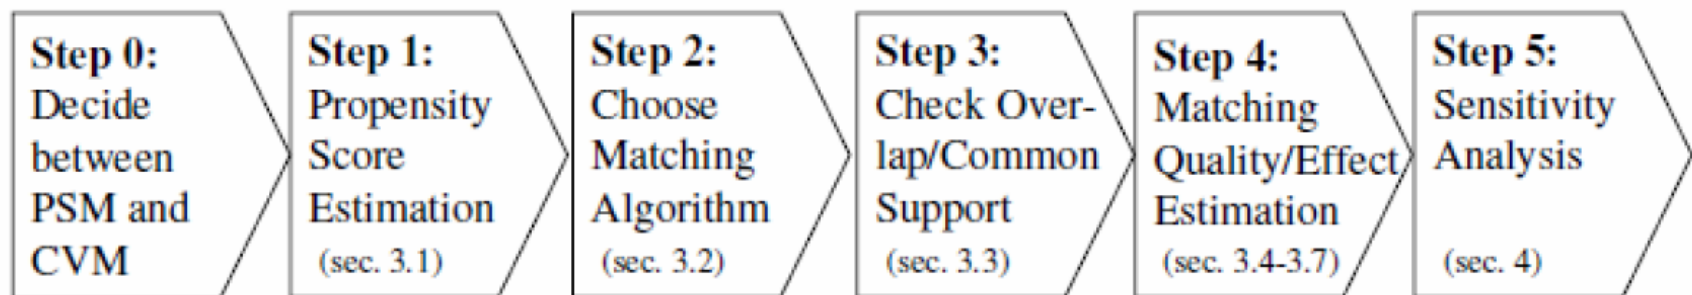 Step 0:
Decide
between
PSM and
CVM
Step 1:
Propensity
Score
Estimation
(sec. 3.1)
Step 2:
Choose
Matching
Algorithm
(sec. 3.2)
Step 3:
Check Over-
lap/Common
Support
(sec. 3.3)
Step 4:
Matching
Quality/Effect
Estimation
(sec. 3.4-3.7)
Step 5:
Sensitivity
Analysis
(sec. 4)